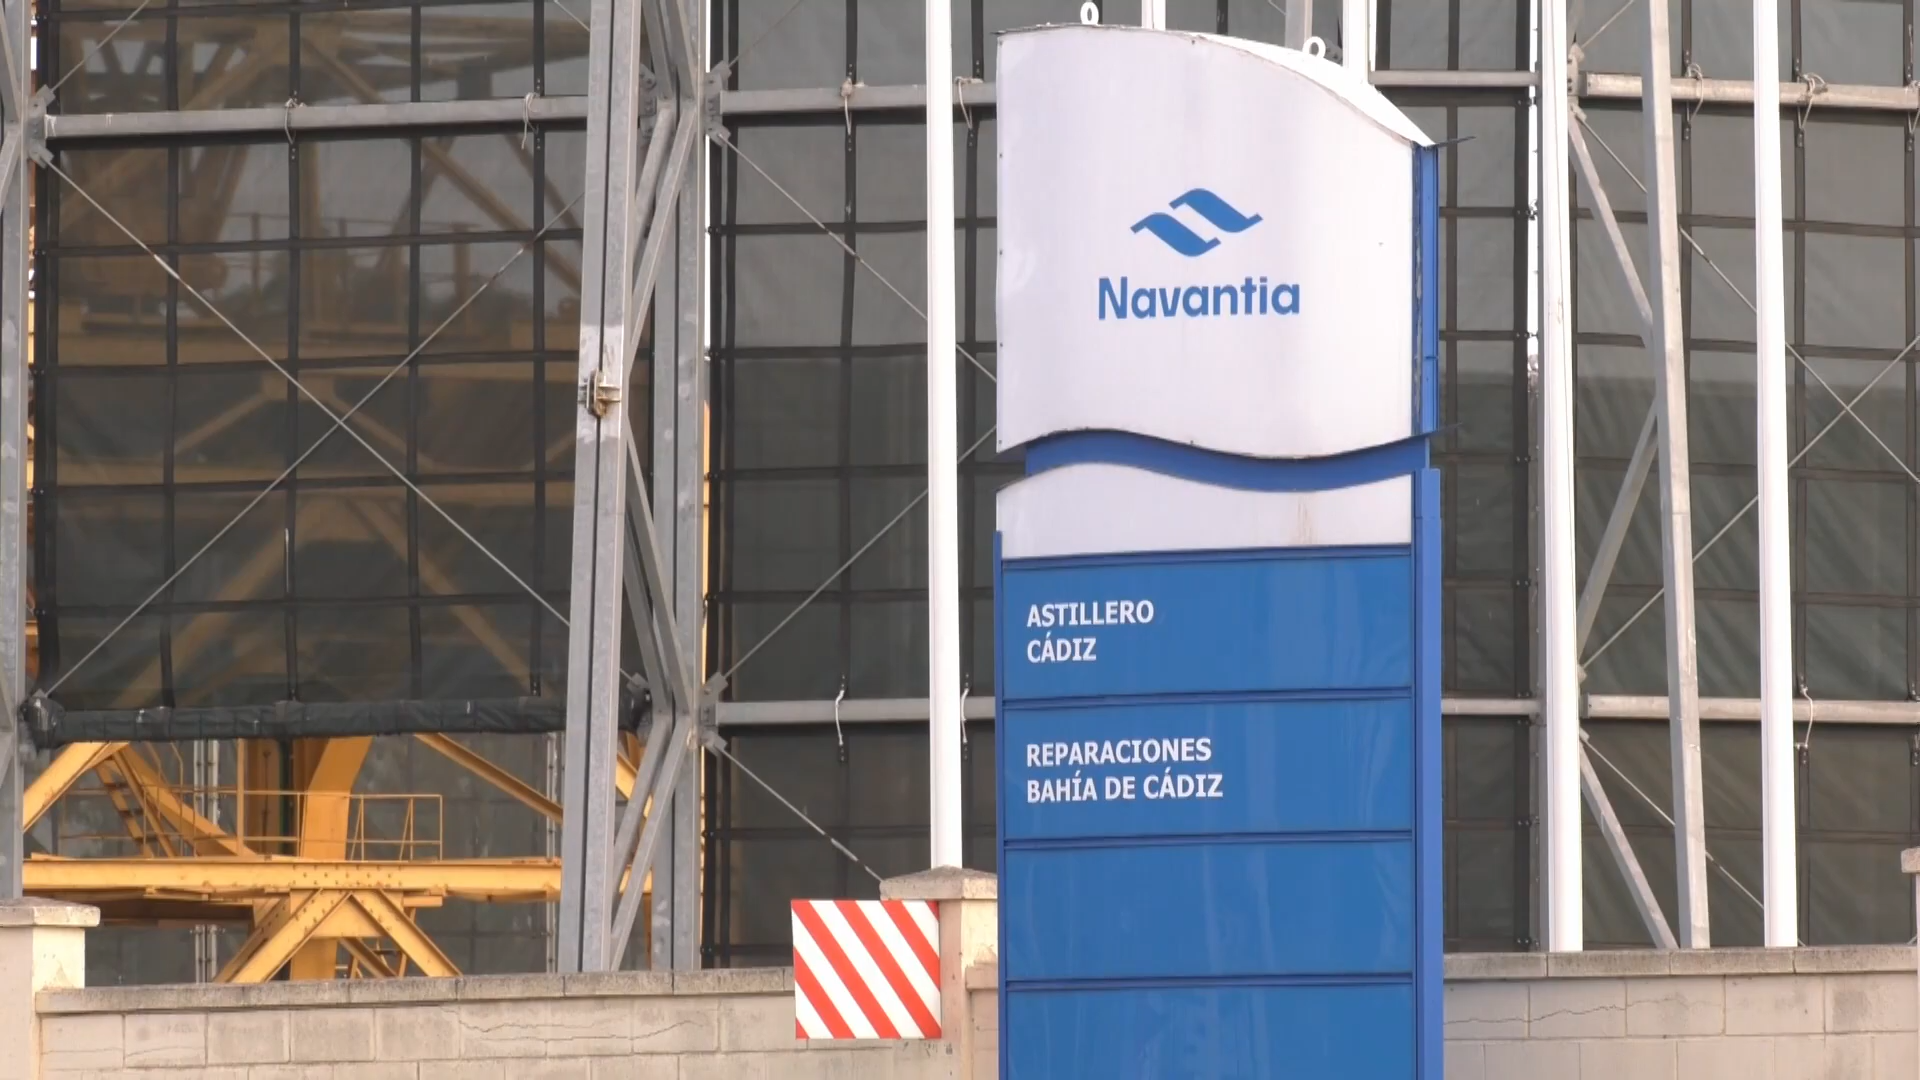 Navantia
ASTILLERO
CÁDIZ
REPARACIONES
BAHÍA DE CÁDIZ